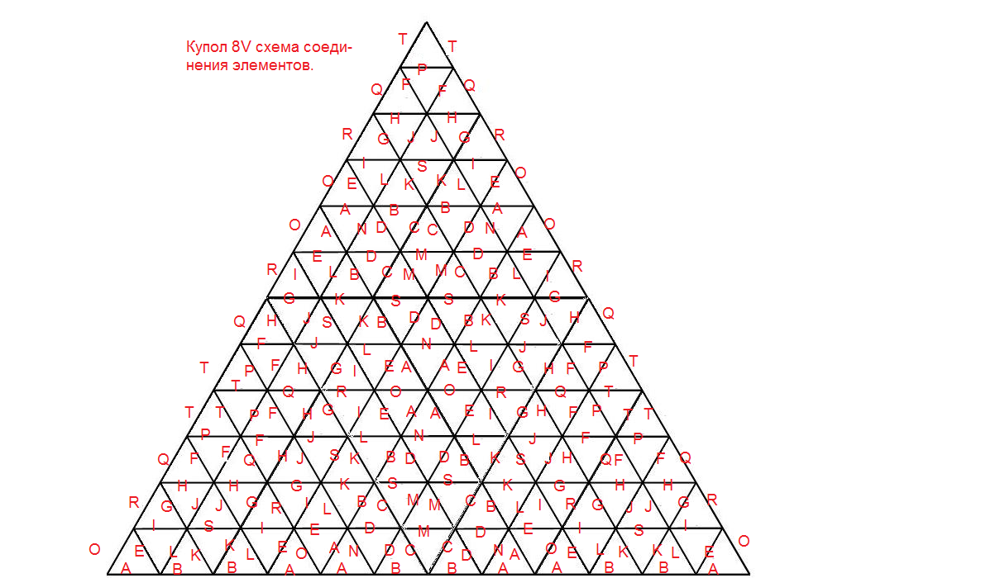 T T
Купол 8V схема соеди-
нения элементов.
P
Q F F Q
H H
R G J J G R
I S I
O E L K K L E O
A B B A
O A N D C C D N A O
E D M D E
R I L B C M M C B L I R
G K S S K G
Q H J S K B D D B K S J H Q
F J L N L J F
T P F H G I E A A E I G H F P T
T Q R O O R Q T
T T P F H G I E A A E I G H F P T T
P F J L N L J F P
Q F F Q H J S K B D D B K S J H Q F F Q
H H G K S S K G H H
R G J J G R I L B C M M C B L I R G J J G R
I S I E D M D E I S I
O E L K K L E O A N D C C D N A O E L K K L E O
A B B A A B B A A B B A